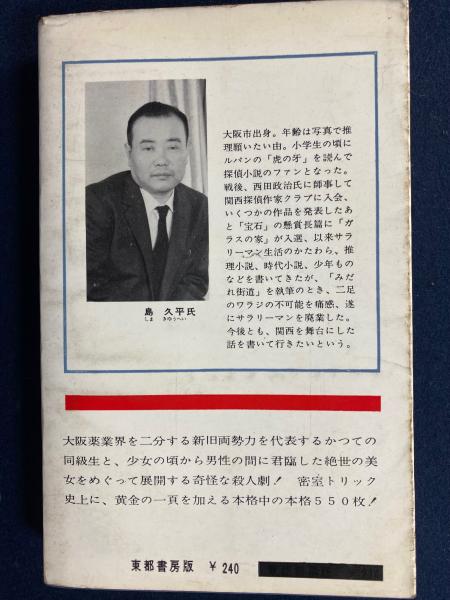 大阪市出身。年齢は写真で推
理願いたい由。小学生の頃に
ルパンの「虎の牙」を読んで
探偵小説のファンとなった。
戦後、西田政治氏に師事して
関西探偵作家クラブに入会、
いくつかの作品を発表したあ
と「宝石」の懸賞長篇に「ガ
ラスの家」が入選、以来サラ
リーマン生活のかたわら、推
理小説、時代小説、少年もの
などを書いてきたが、「みだ
れ街道」を執筆のとき、二足
のワラジの不可能を痛感、遂
にサラリーマンを廃業した。
今後とも、関西を舞台にした
話を書いて行きたいという。
島 久平氏
しま きゆうへい
大阪薬業界を二分する新旧両勢力を代表するかつての
同級生と、少女の頃から男性の間に君臨した絶世の美
女をめぐって展開する奇怪な殺人劇! 密室トリック
史上に、黄金の一頁を加える本格中の本格550枚!
東都書房版 ¥240